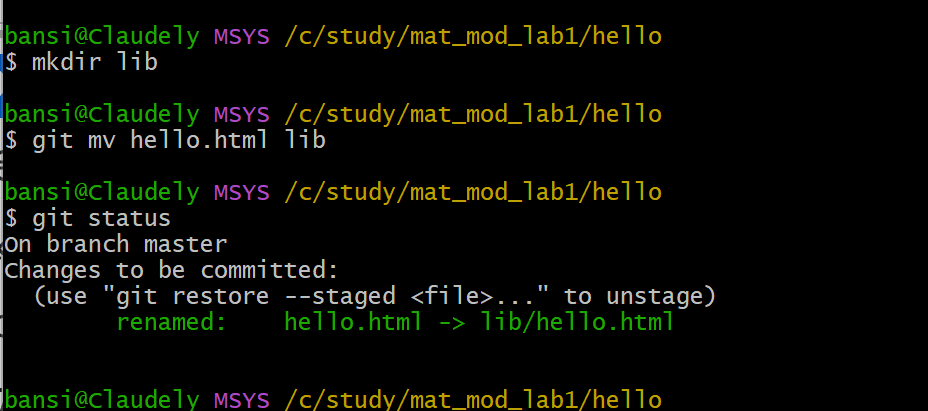 bansi@Claudely MSYS /c/study/mat_mod_lab1/hello
$ mkdir lib
bansi@Claudely MSYS /c/study/mat_mod_lab1/hello
$ git mv hello.html lib
bansi@Claudely MSYS /c/study/mat_mod_lab1/hello
$ git status
On branch master
Changes to be committed:
  (use "git restore --staged <file>..." to unstage)
        renamed:    hello.html -> lib/hello.html
bansi@Claudely MSYS /c/study/mat_mod_lab1/hello